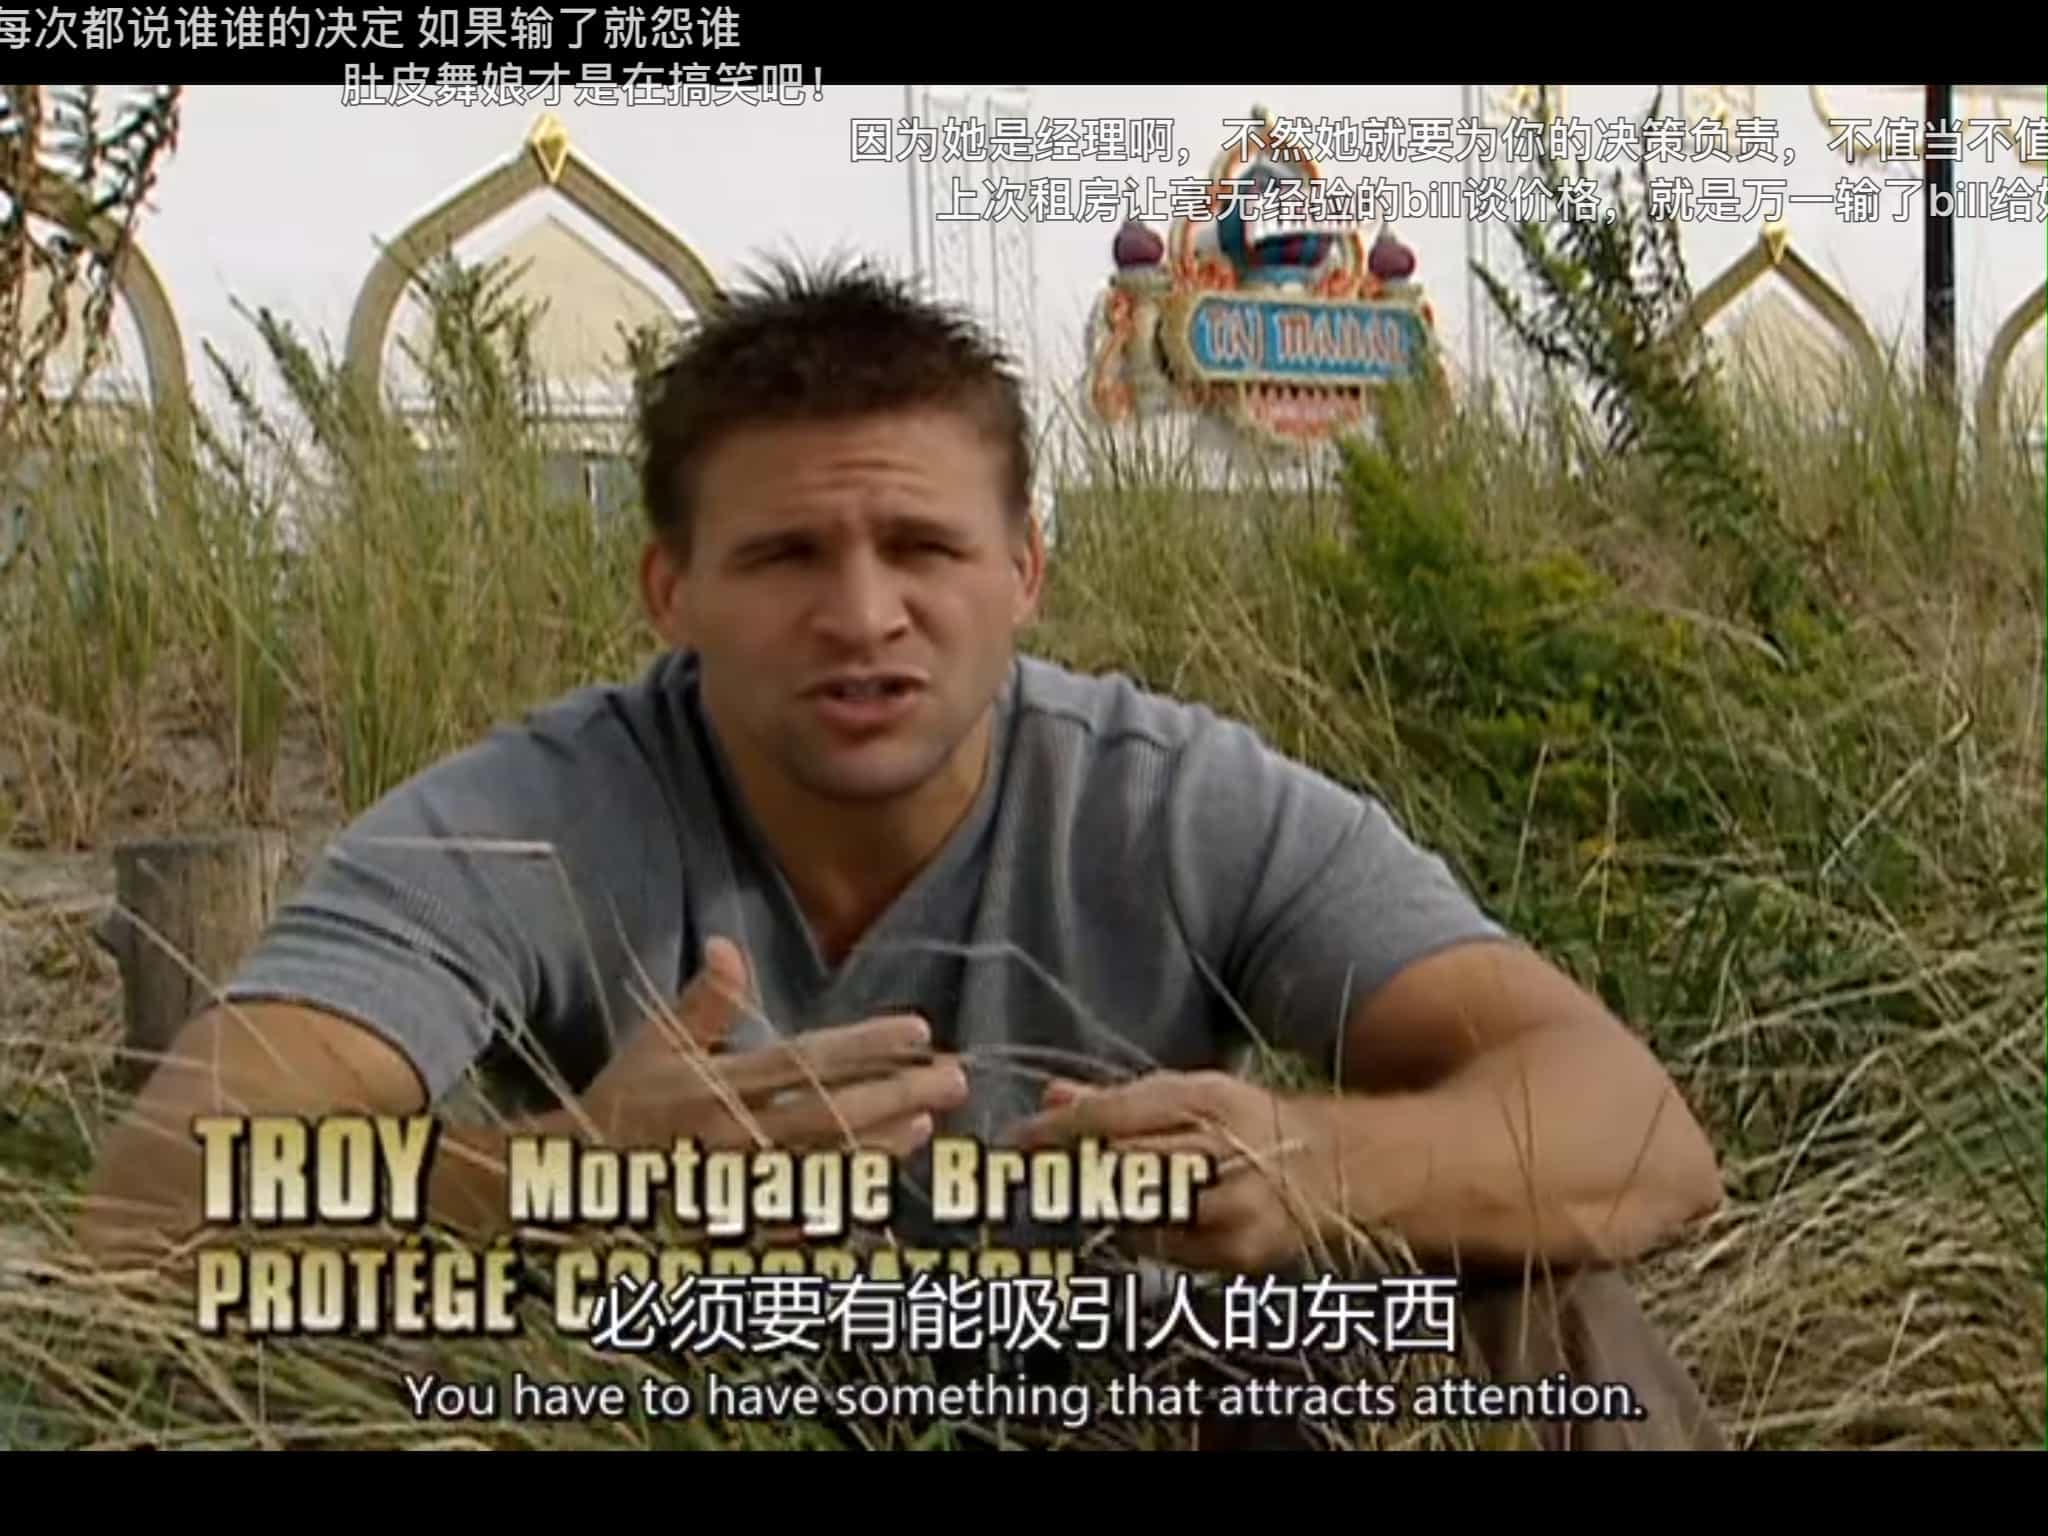 每次都说谁谁的决定 如果输了就怨谁
肚皮舞娘才是在搞笑吧！
因为她是经理啊，不然她就要为你的决策负责，不值当不值
上次租房让毫无经验的bill谈价格，就是万一输了bill给
TAJ MAHAL
TROY Mortgage Broker
PROTÉGÉ CORPORATION
必须要有能吸引人的东西
You have to have something that attracts attention.